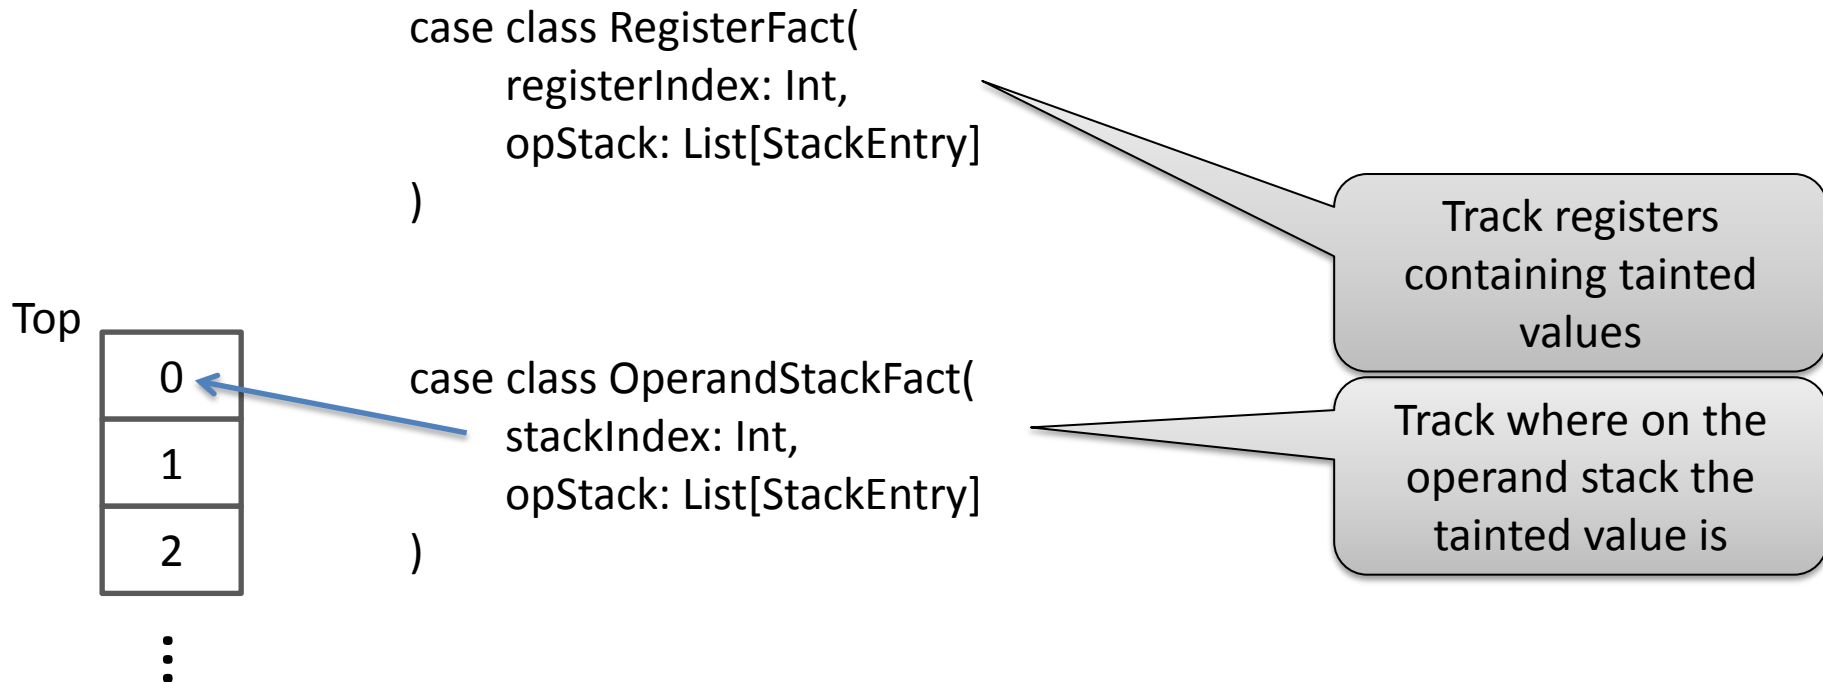 case class RegisterFact(
registerIndex: Int,
opStack: List[StackEntry]
)
Track registers
containing tainted
values
Top
0
1
2
case class OperandStackFact(
stackIndex: Int,
opStack: List[StackEntry]
)
Track where on the
operand stack the
tainted value is